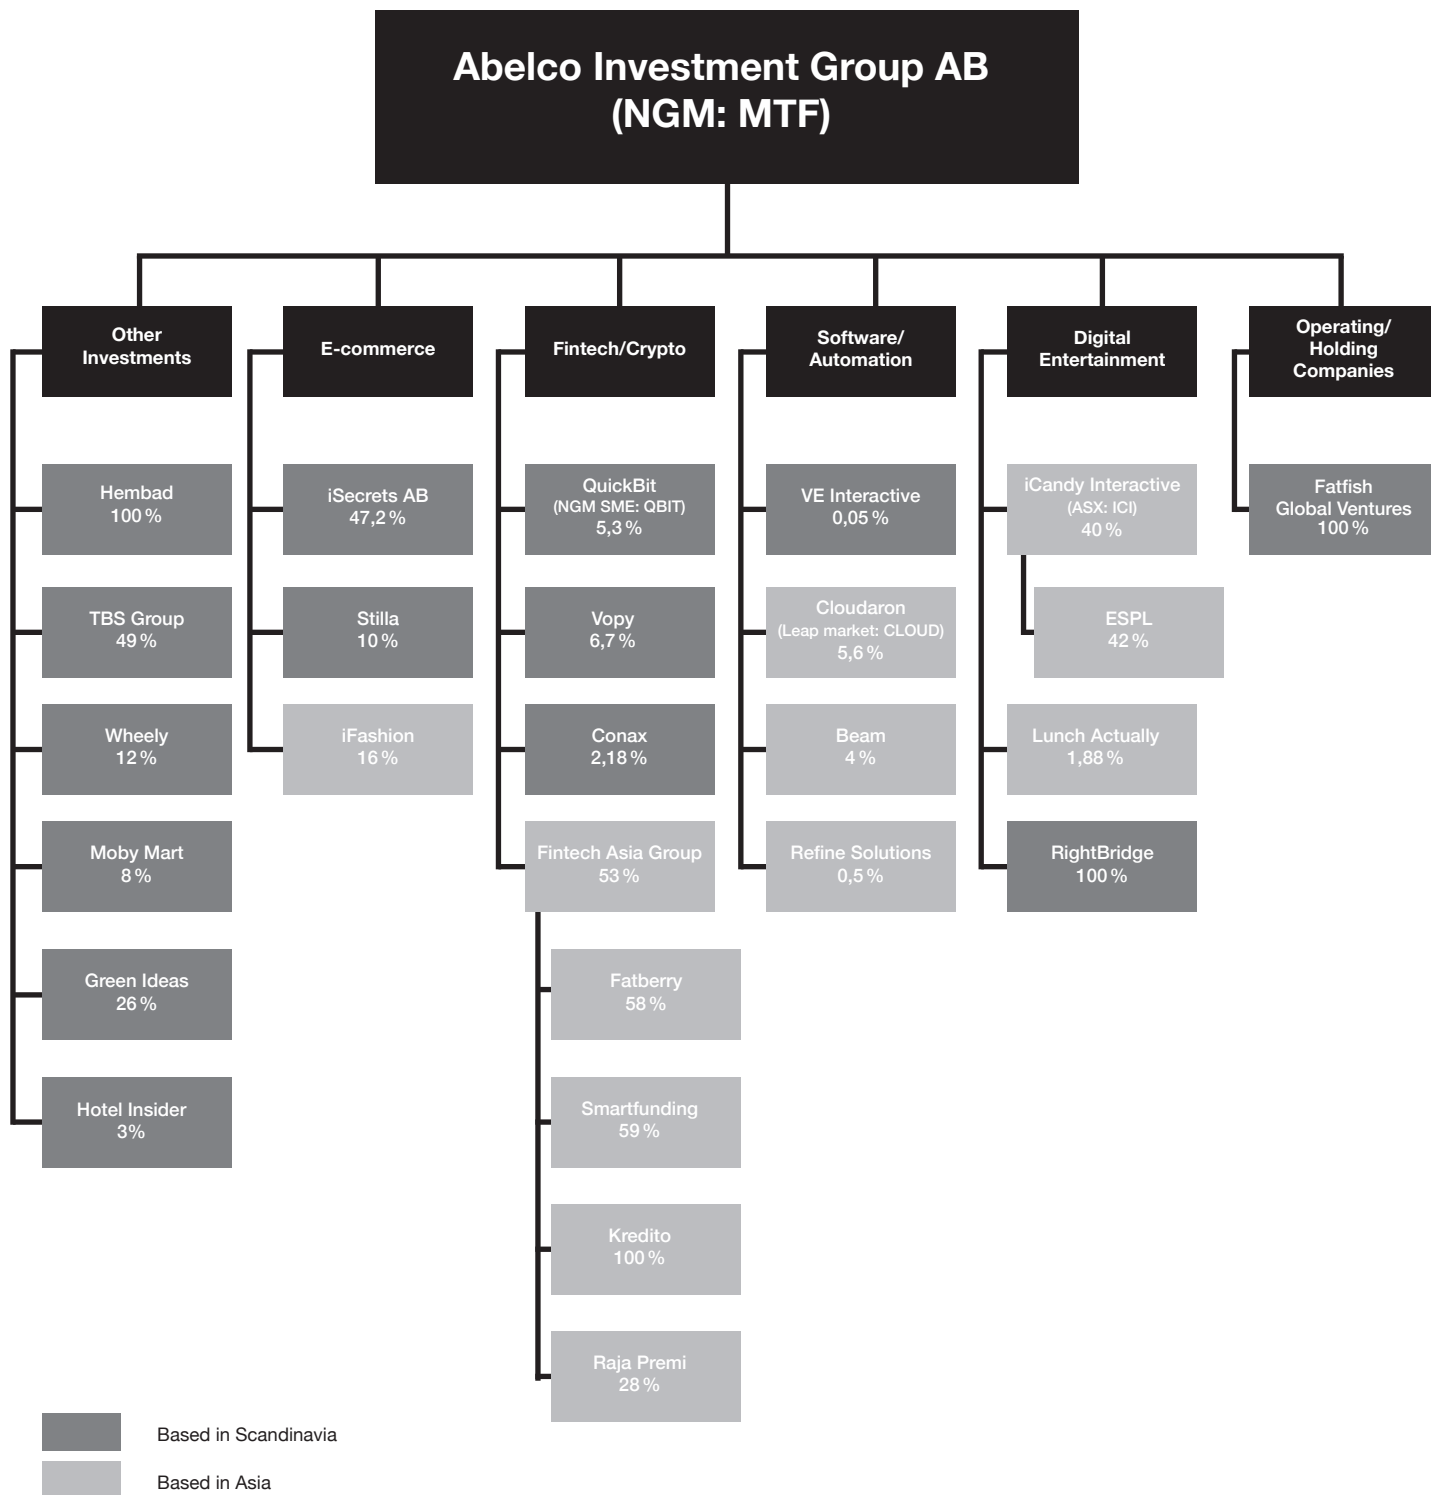 Abelco Investment Group AB
(NGM: MTF)
Other
Investments
Hembad
100 %
TBS Group
49 %
Wheely
12 %
Moby Mart
8 %
Green Ideas
26 %
Hotel Insider
3%
E-commerce
iSecrets AB
47,2 %
Stilla
10 %
iFashion
16 %
Fintech/Crypto
QuickBit
(NGM SME: QBIT)
5,3 %
Vopy
6,7 %
Conax
2,18 %
Fintech Asia Group
53 %
Fatberry
58 %
Smartfunding
59 %
Kredito
100 %
Raja Premi
28 %
Software/
Automation
VE Interactive
0,05 %
Cloudaron
(Leap market: CLOUD)
5,6 %
Beam
4 %
Refine Solutions
0,5 %
Digital
Entertainment
iCandy Interactive
(ASX: ICI)
40 %
ESPL
42 %
Lunch Actually
1,88 %
RightBridge
100 %
Operating/
Holding
Companies
Fatfish
Global Ventures
100 %
Based in Scandinavia
Based in Asia